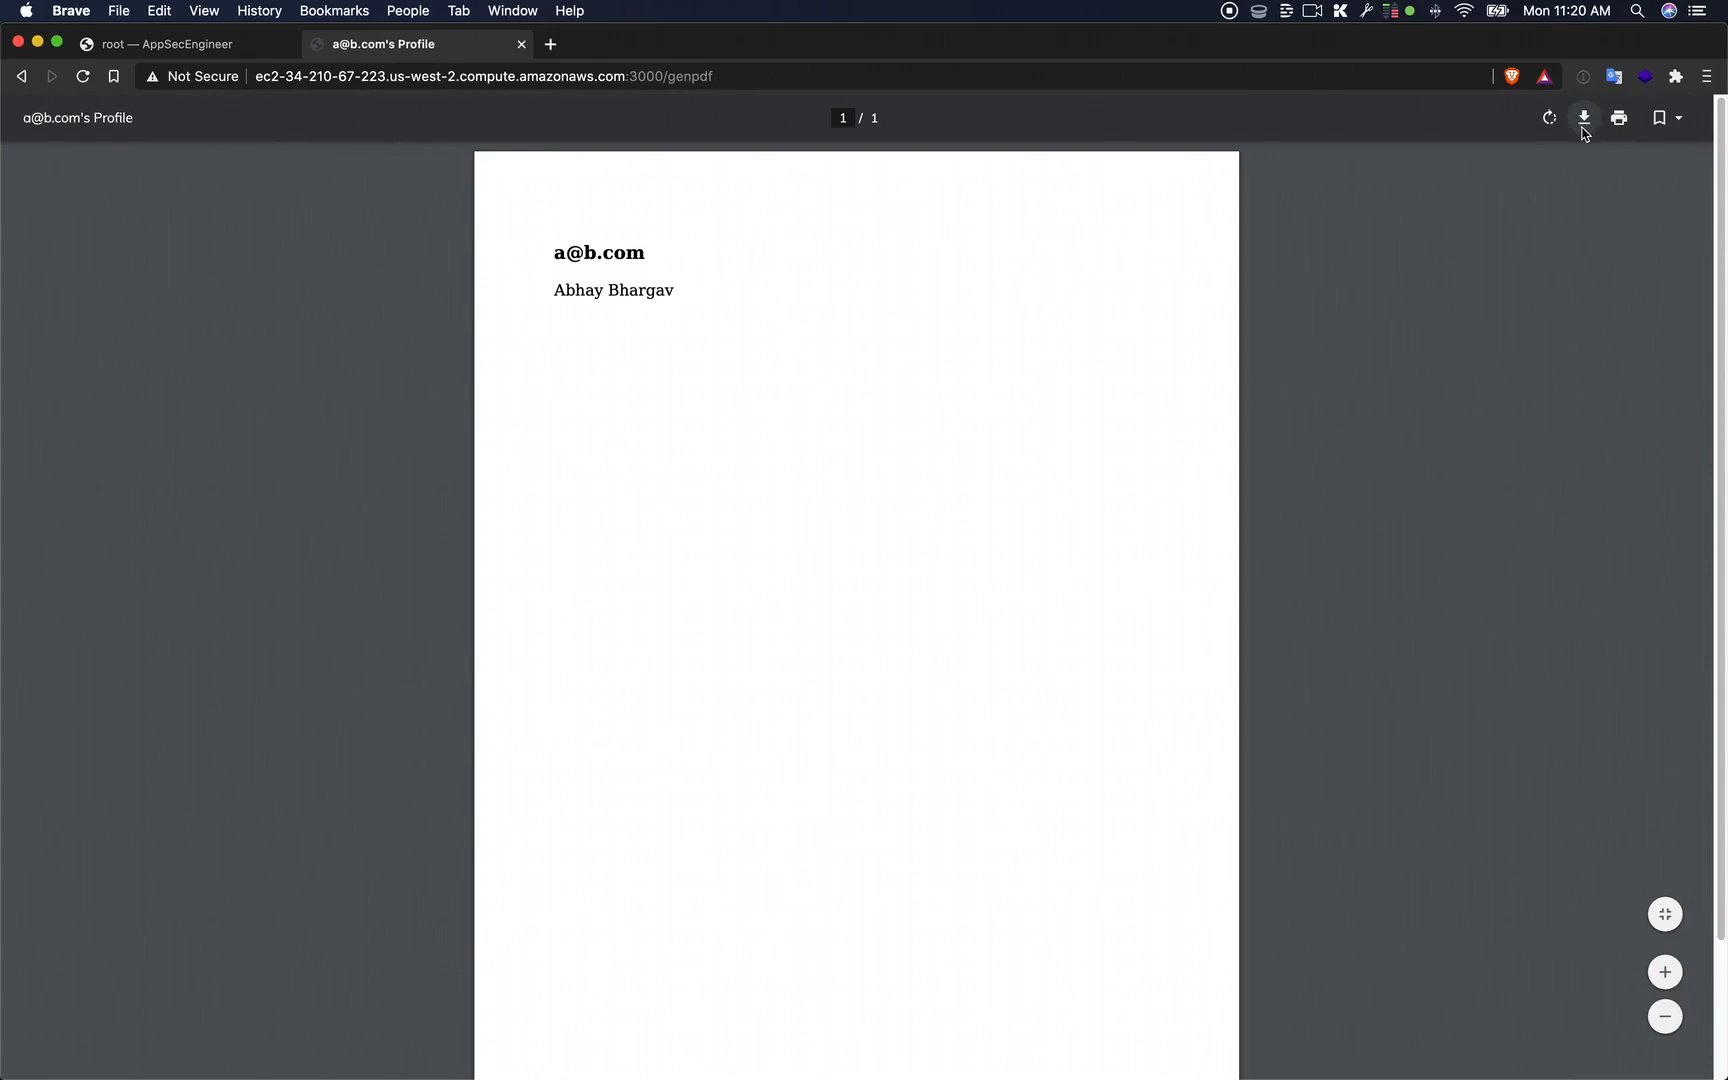 Brave File Edit View History Bookmarks People Tab Window Help Mon 11:20 AM
root — AppSecEngineer a@b.com's Profile
Not Secure ec2-34-210-67-223.us-west-2.compute.amazonaws.com:3000/genpdf
a@b.com's Profile 1 / 1
a@b.com
Abhay Bhargav